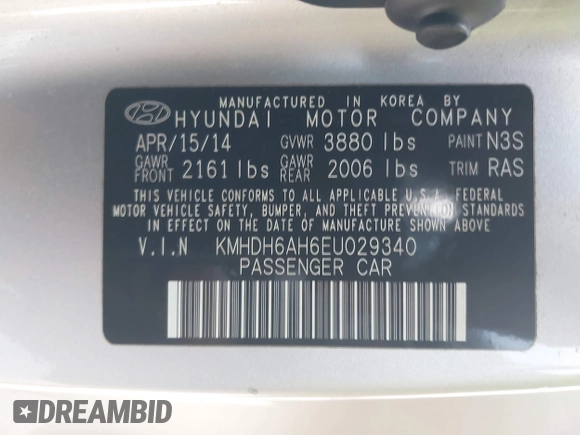 MANUFACTURED IN KOREA BY
HYUNDAI MOTOR COMPANY
APR/15/14 GVWR 3880 lbs PAINT N3S
GAWR FRONT 2161 lbs GAWR REAR 2006 lbs TRIM RAS
THIS VEHICLE CONFORMS TO ALL APPLICABLE U.S.A. FEDERAL
MOTOR VEHICLE SAFETY, BUMPER, AND THEFT PREVENTION STANDARDS
IN EFFECT ON THE DATE OF MANUFACTURE SHOWN ABOVE
V.I.N KMHDH6AH6EU029340
PASSENGER CAR
DREAMBID